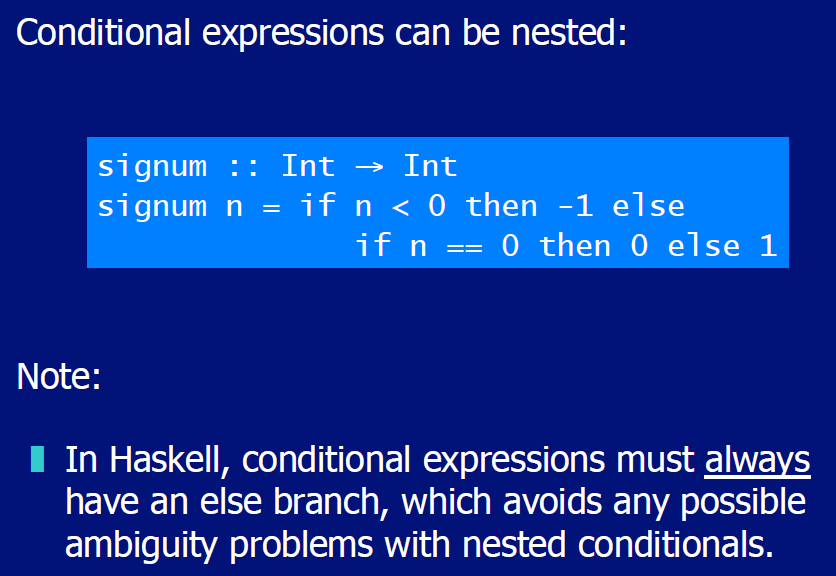 Conditional expressions can be nested:
signum :: Int → Int
signum n = if n < 0 then -1 else
if n == 0 then 0 else 1
Note:
In Haskell, conditional expressions must always
have an else branch, which avoids any possible
ambiguity problems with nested conditionals.